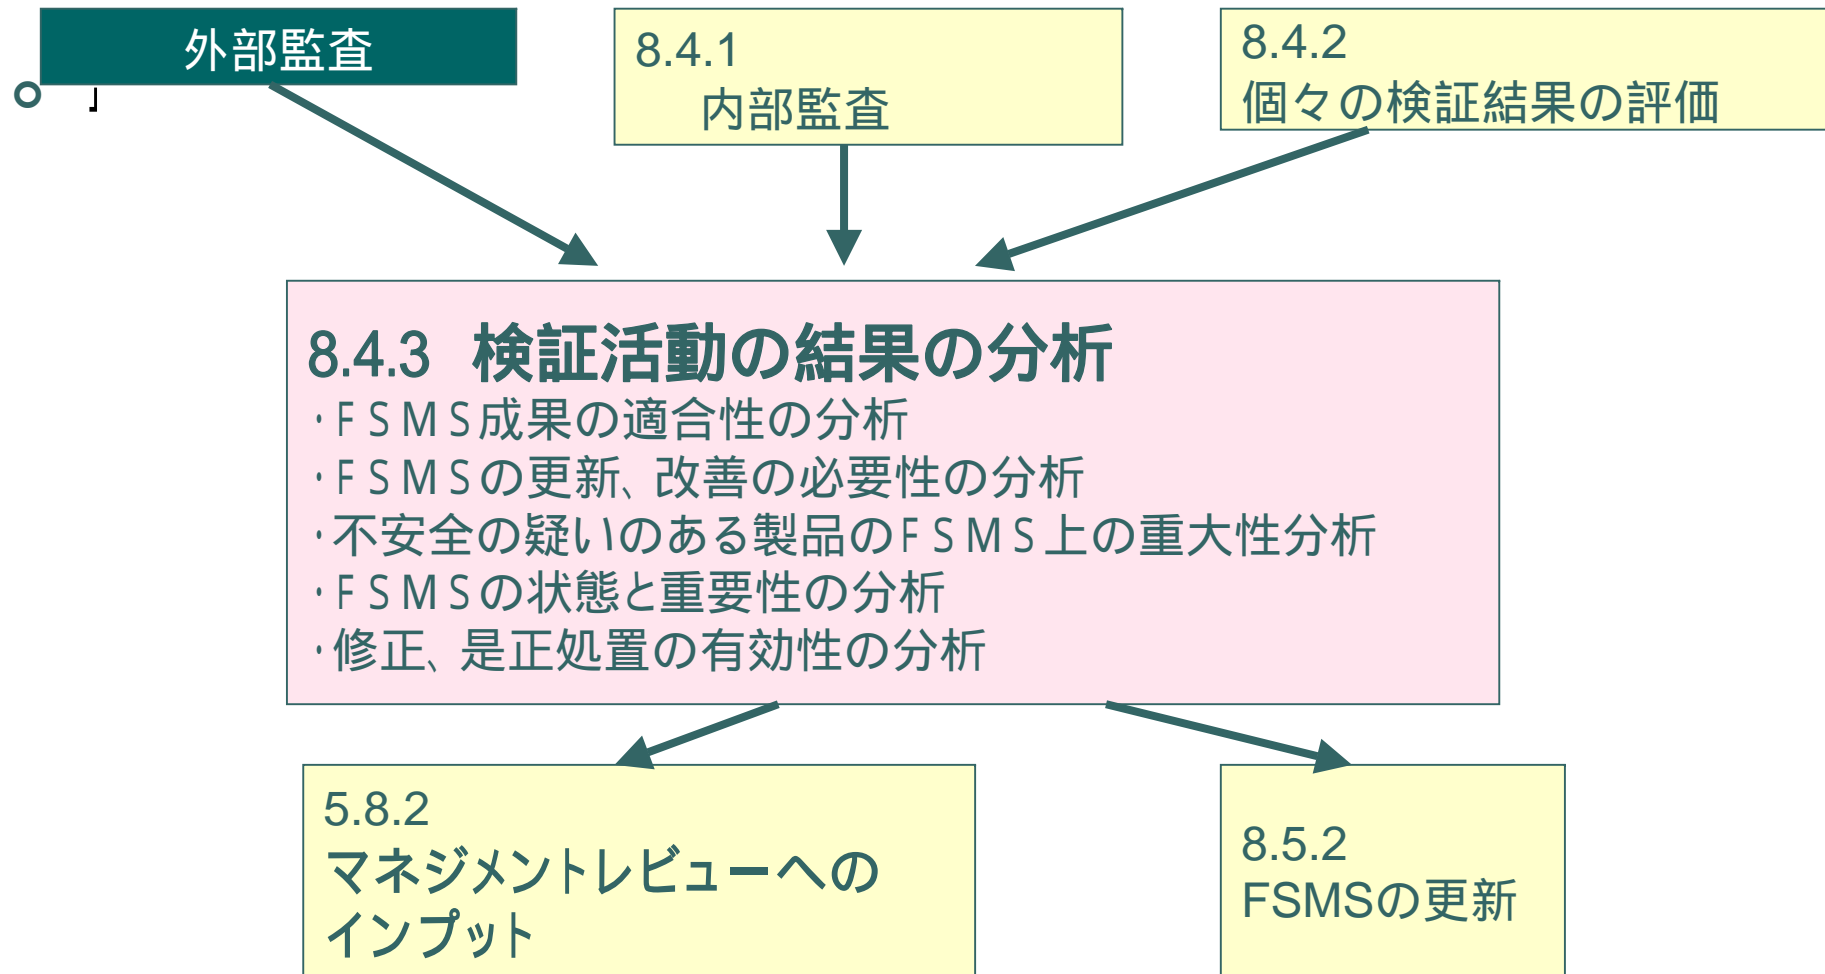 外部監査
」
8.4.1
内部監査
8.4.2
個々の検証結果の評価
8.4.3 検証活動の結果の分析
・ＦＳＭＳ成果の適合性の分析
・ＦＳＭＳの更新、改善の必要性の分析
・不安全の疑いのある製品のＦＳＭＳ上の重大性分析
・ＦＳＭＳの状態と重要性の分析
・修正、是正処置の有効性の分析
5.8.2
マネジメントレビューへの
インプット
8.5.2
FSMSの更新